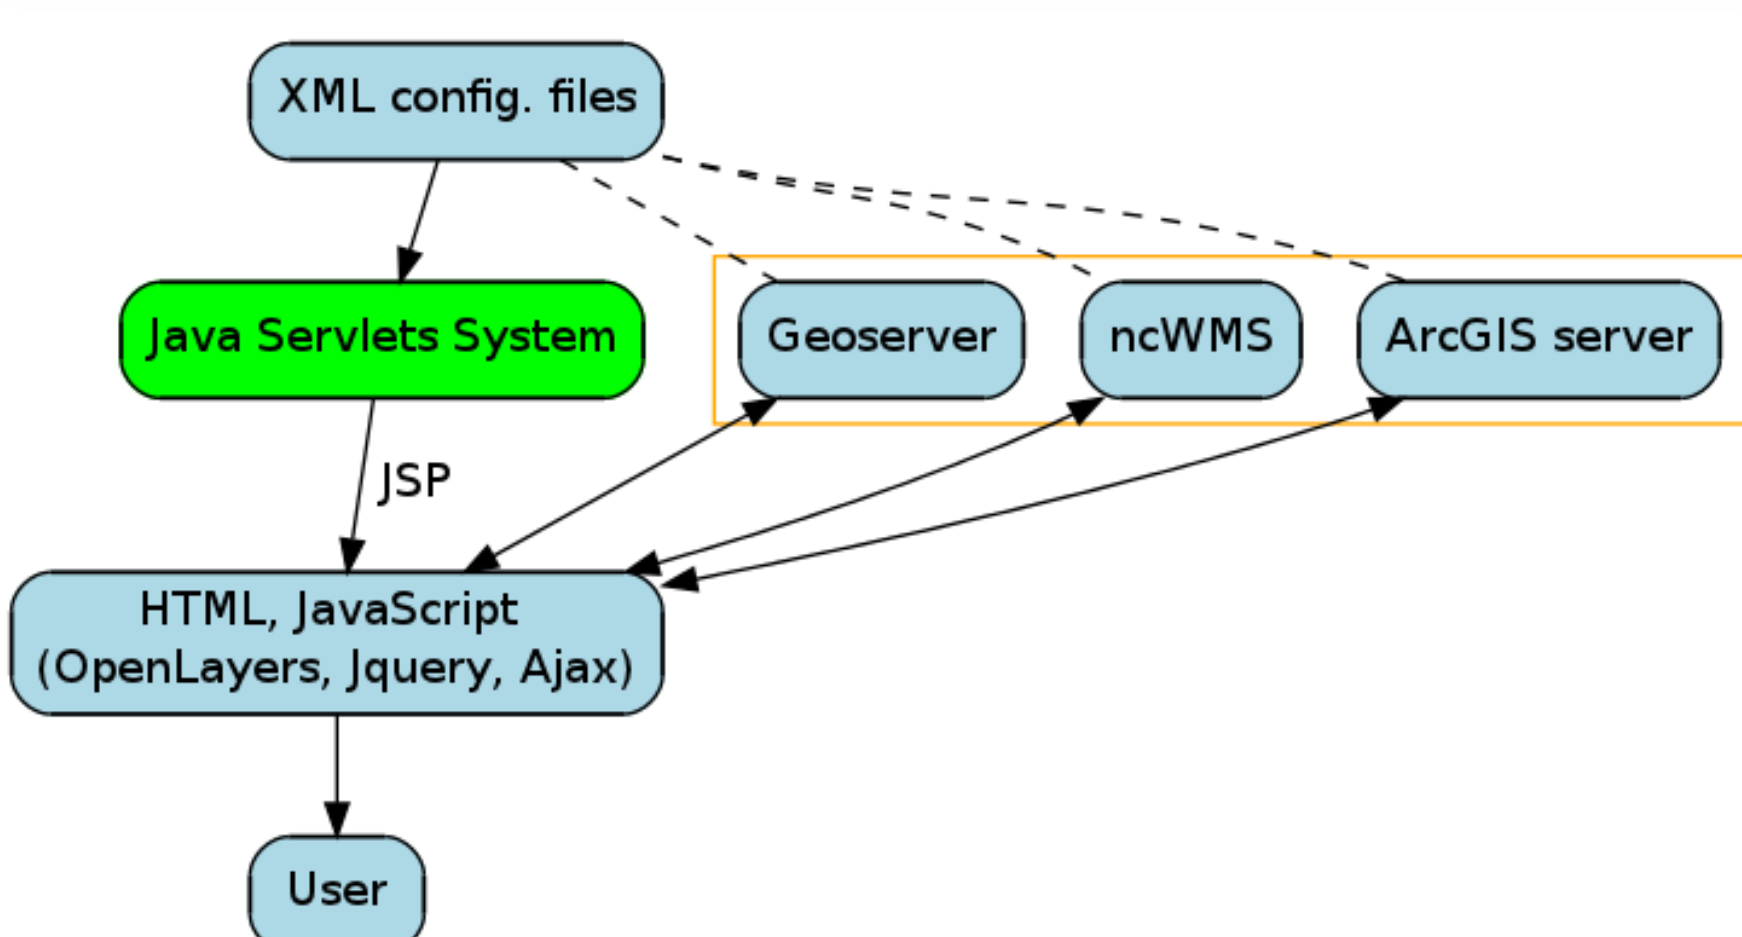 XML config. files
Java Servlets System
Geoserver
ncWMS
ArcGIS server
JSP
HTML, JavaScript
(OpenLayers, Jquery, Ajax)
User